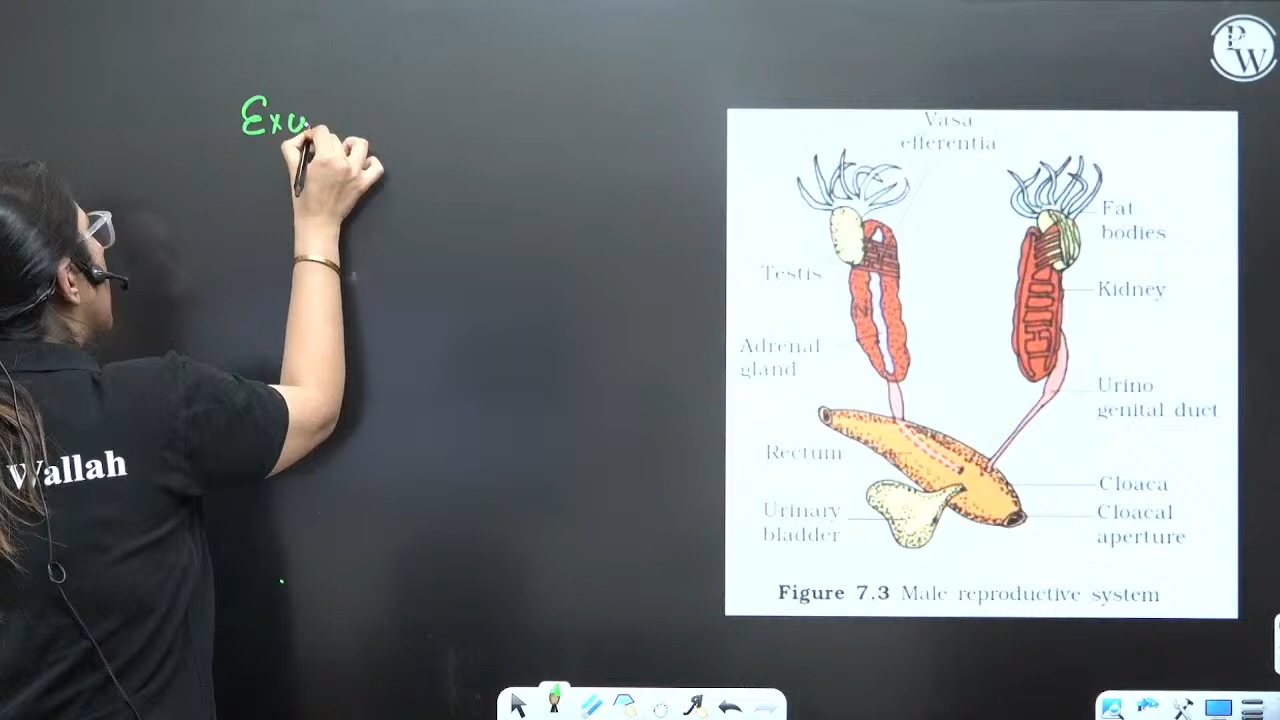 PW
Exc
Wallah
Vasa
efferentia
Fat
bodies
Testis
Kidney
Adrenal
gland
Urino
genital duct
Rectum
Cloaca
Urinary
bladder
Cloacal
aperture
Figure 7.3 Male reproductive system